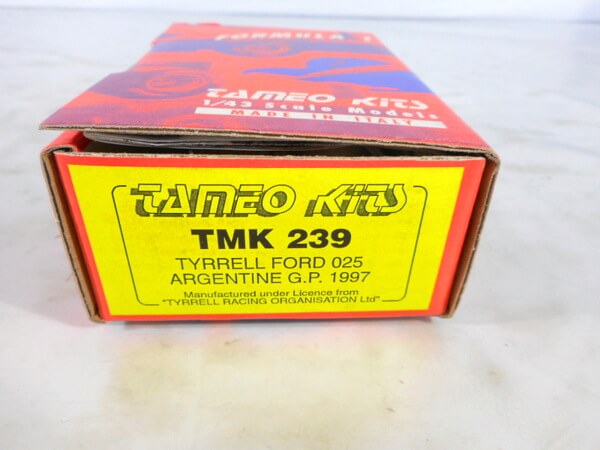 FORMULA 1
TAMEO KITS
1/43 Scale Models
MADE IN ITALY
TAMEO KITS
TMK 239
TYRRELL FORD 025
ARGENTINE G.P. 1997
Manufactured under Licence from
"TYRRELL RACING ORGANISATION Ltd"